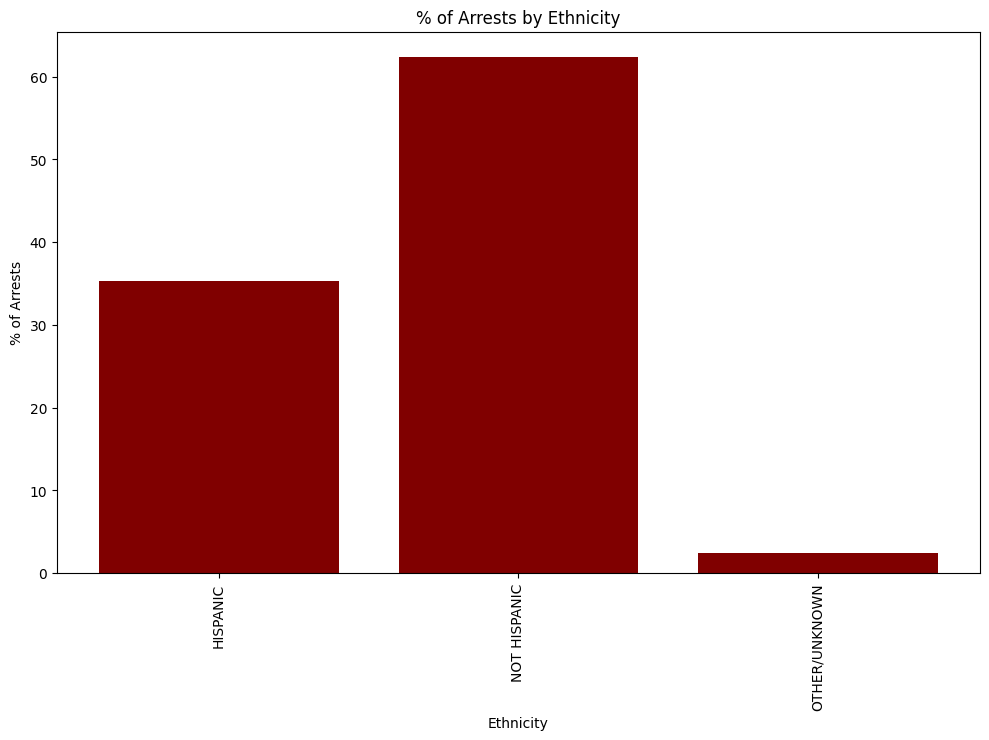 % of Arrests by Ethnicity
% of Arrests
60
50
40
30
20
10
0
HISPANIC
NOT HISPANIC
OTHER/UNKNOWN
Ethnicity